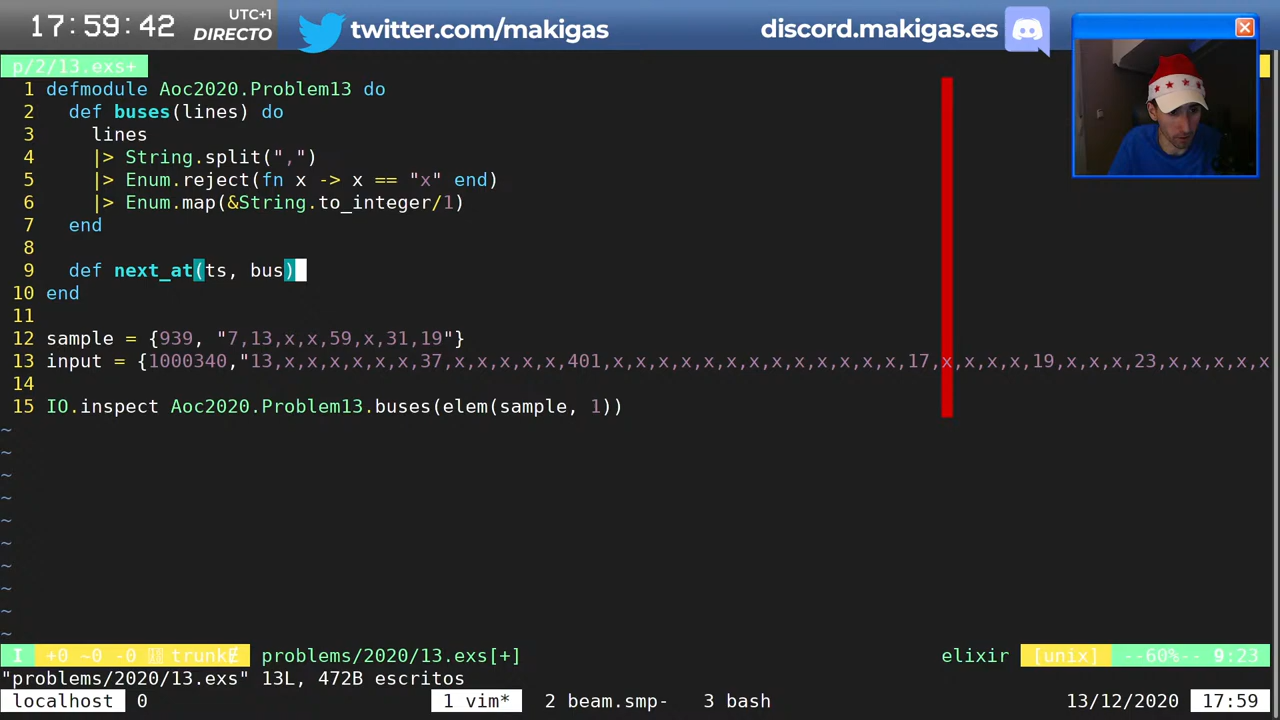 17:59:42
UTC+1
DIRECTO
twitter.com/makigas
discord.makigas.es
p/2/13.exs+
1 defmodule Aoc2020.Problem13 do
2   def buses(lines) do
3     lines
4     |> String.split(",")
5     |> Enum.reject(fn x -> x == "x" end)
6     |> Enum.map(&String.to_integer/1)
7   end
8
9   def next_at(ts, bus)
10 end
11
12 sample = {939, "7,13,x,x,59,x,31,19"}
13 input = {1000340,"13,x,x,x,x,x,x,37,x,x,x,x,x,401,x,x,x,x,x,x,x,x,x,x,x,x,x,17,x,x,x,x,19,x,x,x,23,x,x,x,x,x
14
15 IO.inspect Aoc2020.Problem13.buses(elem(sample, 1))
~
~
~
~
~
~
~
~
~
~
I +0 ~0 -0 trunk problems/2020/13.exs[+] elixir [unix] --60%-- 9:23
"problems/2020/13.exs" 13L, 472B escritos
localhost 0 1 vim* 2 beam.smp- 3 bash 13/12/2020 17:59